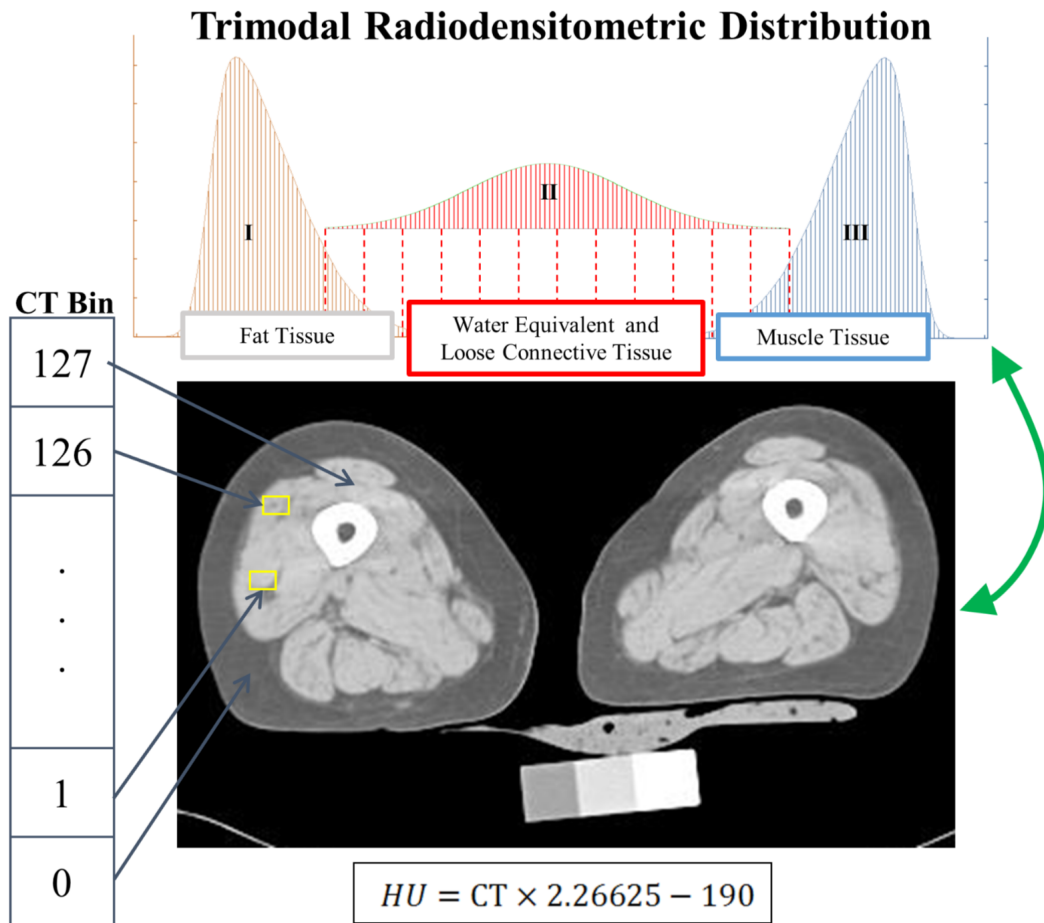 Trimodal Radiodensitometric Distribution
I
II
III
Fat Tissue
Water Equivalent and
Loose Connective Tissue
Muscle Tissue
CT Bin
127
126
.
.
.
1
0
HU = CT × 2.26625 − 190